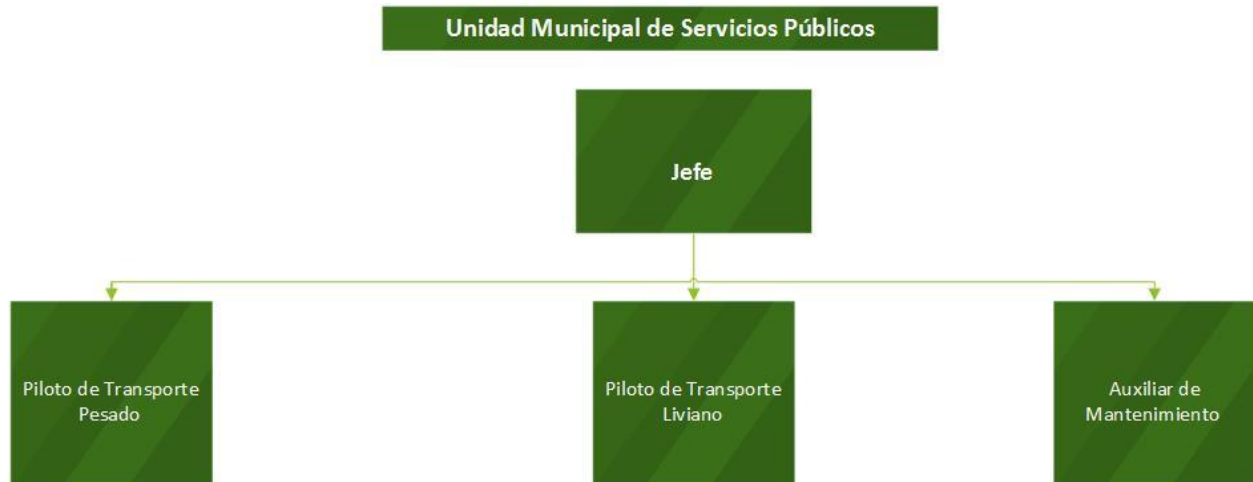 Unidad Municipal de Servicios Públicos
Jefe
Piloto de Transporte
Pesado
Piloto de Transporte
Liviano
Auxiliar de
Mantenimiento